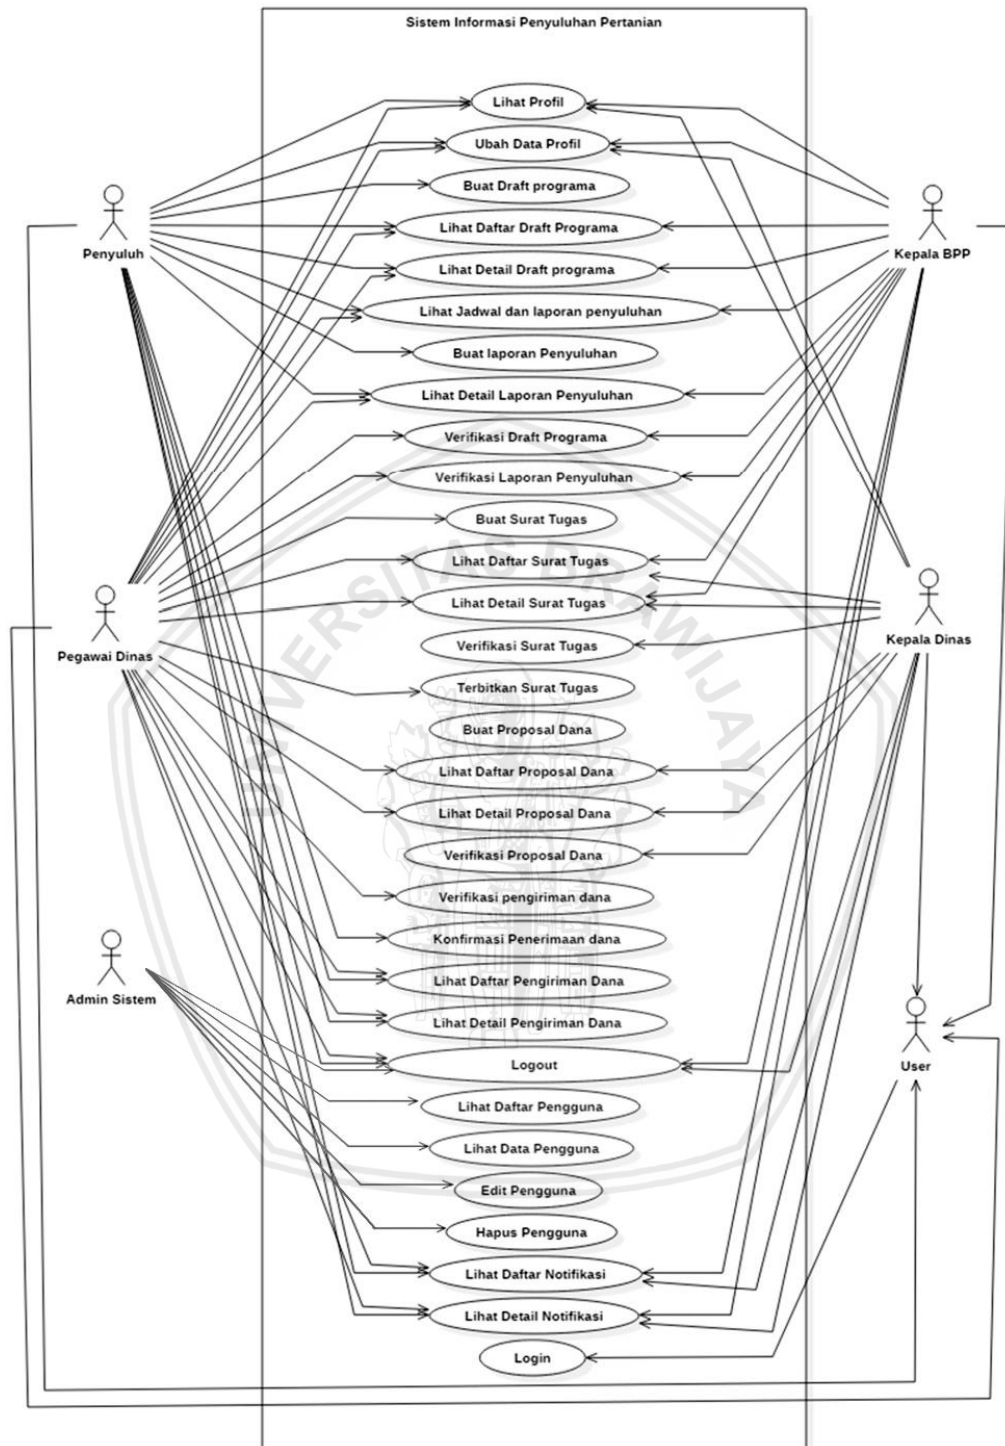 Sistem Informasi Penyuluhan Pertanian
Lihat Profil
Ubah Data Profil
Buat Draft programa
Penyuluh
Lihat Daftar Draft Programa
Kepala BPP
Lihat Detail Draft programa
Lihat Jadwal dan laporan penyuluhan
Buat laporan Penyuluhan
Lihat Detail Laporan Penyuluhan
Verifikasi Draft Programa
Verifikasi Laporan Penyuluhan
Buat Surat Tugas
Lihat Daftar Surat Tugas
Lihat Detail Surat Tugas
Pegawai Dinas
Verifikasi Surat Tugas
Kepala Dinas
Terbitkan Surat Tugas
Buat Proposal Dana
Lihat Daftar Proposal Dana
Lihat Detail Proposal Dana
Verifikasi Proposal Dana
Verifikasi pengiriman dana
Konfirmasi Penerimaan dana
Lihat Daftar Pengiriman Dana
Admin Sistem
Lihat Detail Pengiriman Dana
Logout
User
Lihat Daftar Pengguna
Lihat Data Pengguna
Edit Pengguna
Hapus Pengguna
Lihat Daftar Notifikasi
Lihat Detail Notifikasi
Login
UNIVERSITAS BRAWIJAYA